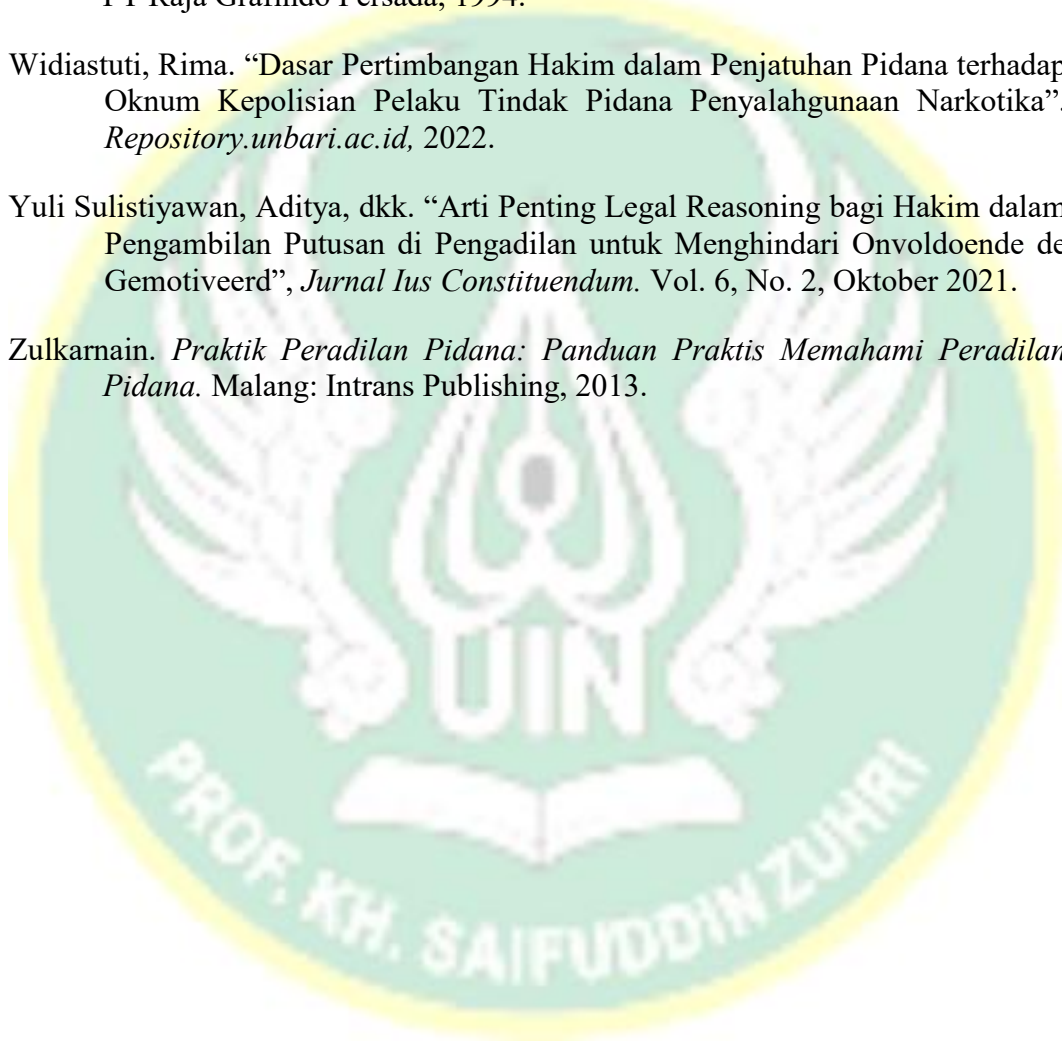 PT Raja Grafindo Persada, 1994.
Widiastuti, Rima. “Dasar Pertimbangan Hakim dalam Penjatuhan Pidana terhadap
Oknum Kepolisian Pelaku Tindak Pidana Penyalahgunaan Narkotika”.
Repository.unbari.ac.id, 2022.
Yuli Sulistiyawan, Aditya, dkk. “Arti Penting Legal Reasoning bagi Hakim dalam
Pengambilan Putusan di Pengadilan untuk Menghindari Onvoldoende de
Gemotiveerd”, Jurnal Ius Constituendum. Vol. 6, No. 2, Oktober 2021.
Zulkarnain. Praktik Peradilan Pidana: Panduan Praktis Memahami Peradilan
Pidana. Malang: Intrans Publishing, 2013.
UIN
PROF. KH. SAIFUDDIN ZUHRI